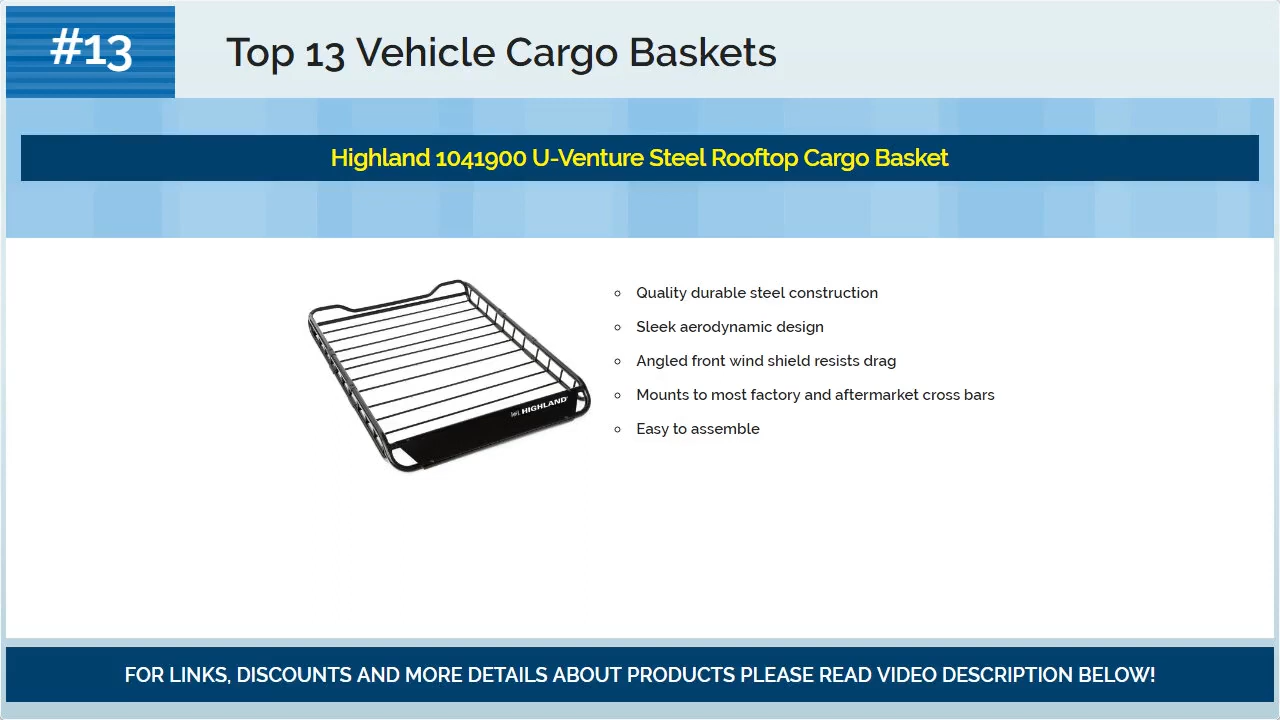 #13
Top 13 Vehicle Cargo Baskets
Highland 1041900 U-Venture Steel Rooftop Cargo Basket
Quality durable steel construction
Sleek aerodynamic design
Angled front wind shield resists drag
Mounts to most factory and aftermarket cross bars
Easy to assemble
HIGHLAND
FOR LINKS, DISCOUNTS AND MORE DETAILS ABOUT PRODUCTS PLEASE READ VIDEO DESCRIPTION BELOW!